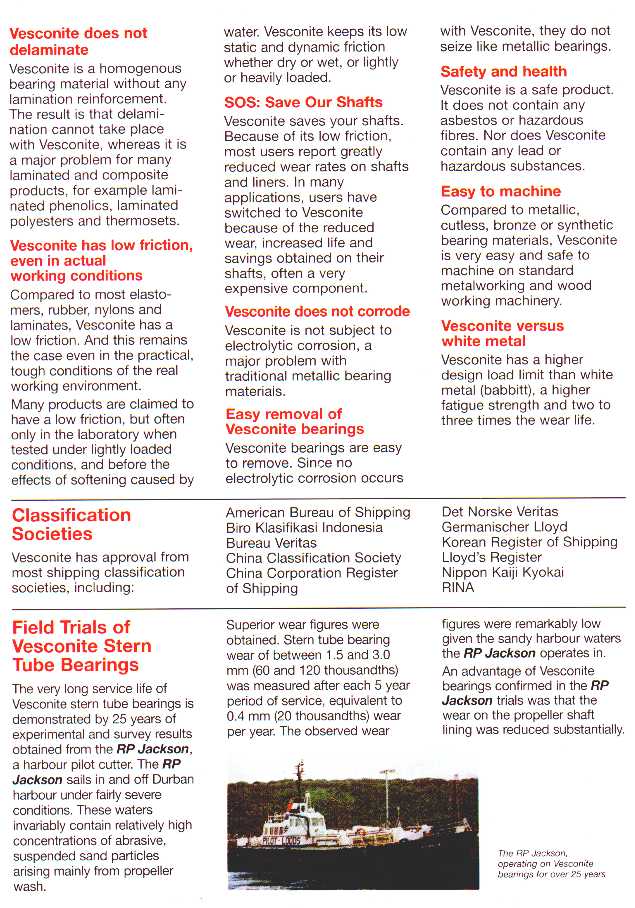 Vesconite does not
delaminate
Vesconite is a homogenous
bearing material without any
lamination reinforcement.
The result is that delami-
nation cannot take place
with Vesconite, whereas it is
a major problem for many
laminated and composite
products, for example lami-
nated phenolics, laminated
polyesters and thermosets.
Vesconite has low friction,
even in actual
working conditions
Compared to most elasto-
mers, rubber, nylons and
laminates, Vesconite has a
low friction. And this remains
the case even in the practical,
tough conditions of the real
working environment.
Many products are claimed to
have a low friction, but often
only in the laboratory when
tested under lightly loaded
conditions, and before the
effects of softening caused by
water. Vesconite keeps its low
static and dynamic friction
whether dry or wet, or lightly
or heavily loaded.
SOS: Save Our Shafts
Vesconite saves your shafts.
Because of its low friction,
most users report greatly
reduced wear rates on shafts
and liners. In many
applications, users have
switched to Vesconite
because of the reduced
wear, increased life and
savings obtained on their
shafts, often a very
expensive component.
Vesconite does not corrode
Vesconite is not subject to
electrolytic corrosion, a
major problem with
traditional metallic bearing
materials.
Easy removal of
Vesconite bearings
Vesconite bearings are easy
to remove. Since no
electrolytic corrosion occurs
with Vesconite, they do not
seize like metallic bearings.
Safety and health
Vesconite is a safe product.
It does not contain any
asbestos or hazardous
fibres. Nor does Vesconite
contain any lead or
hazardous substances.
Easy to machine
Compared to metallic,
cutless, bronze or synthetic
bearing materials, Vesconite
is very easy and safe to
machine on standard
metalworking and wood
working machinery.
Vesconite versus
white metal
Vesconite has a higher
design load limit than white
metal (babbitt), a higher
fatigue strength and two to
three times the wear life.
Classification
Societies
Vesconite has approval from
most shipping classification
societies, including:
American Bureau of Shipping
Biro Klasifikasi Indonesia
Bureau Veritas
China Classification Society
China Corporation Register
of Shipping
Det Norske Veritas
Germanischer Lloyd
Korean Register of Shipping
Lloyd's Register
Nippon Kaiji Kyokai
RINA
Field Trials of
Vesconite Stern
Tube Bearings
The very long service life of
Vesconite stern tube bearings is
demonstrated by 25 years of
experimental and survey results
obtained from the RP Jackson,
a harbour pilot cutter. The RP
Jackson sails in and off Durban
harbour under fairly severe
conditions. These waters
invariably contain relatively high
concentrations of abrasive,
suspended sand particles
arising mainly from propeller
wash.
Superior wear figures were
obtained. Stern tube bearing
wear of between 1.5 and 3.0
mm (60 and 120 thousandths)
was measured after each 5 year
period of service, equivalent to
0.4 mm (20 thousandths) wear
per year. The observed wear
figures were remarkably low
given the sandy harbour waters
the RP Jackson operates in.
An advantage of Vesconite
bearings confirmed in the RP
Jackson trials was that the
wear on the propeller shaft
lining was reduced substantially.
PILOT
The RP Jackson,
operating on Vesconite
bearings for over 25 years